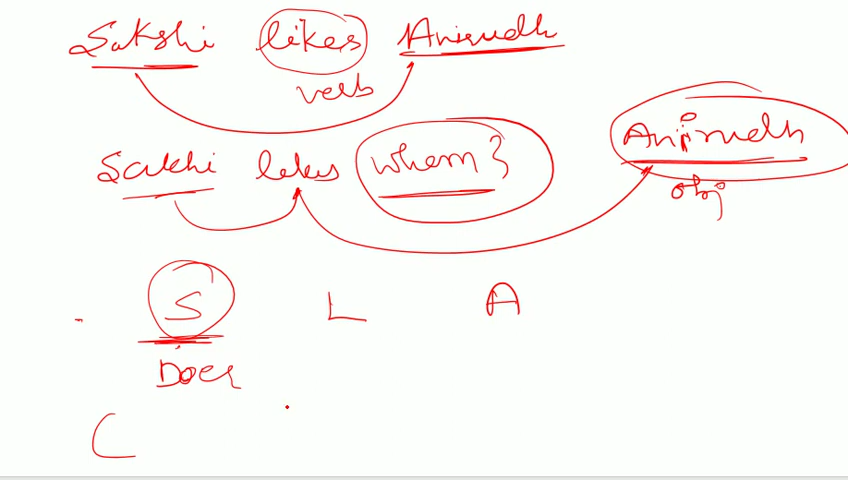 Sakshi likes Anirudh
verb
Sakhi likes whom? Anirudh
obj
S L A
Doer
(